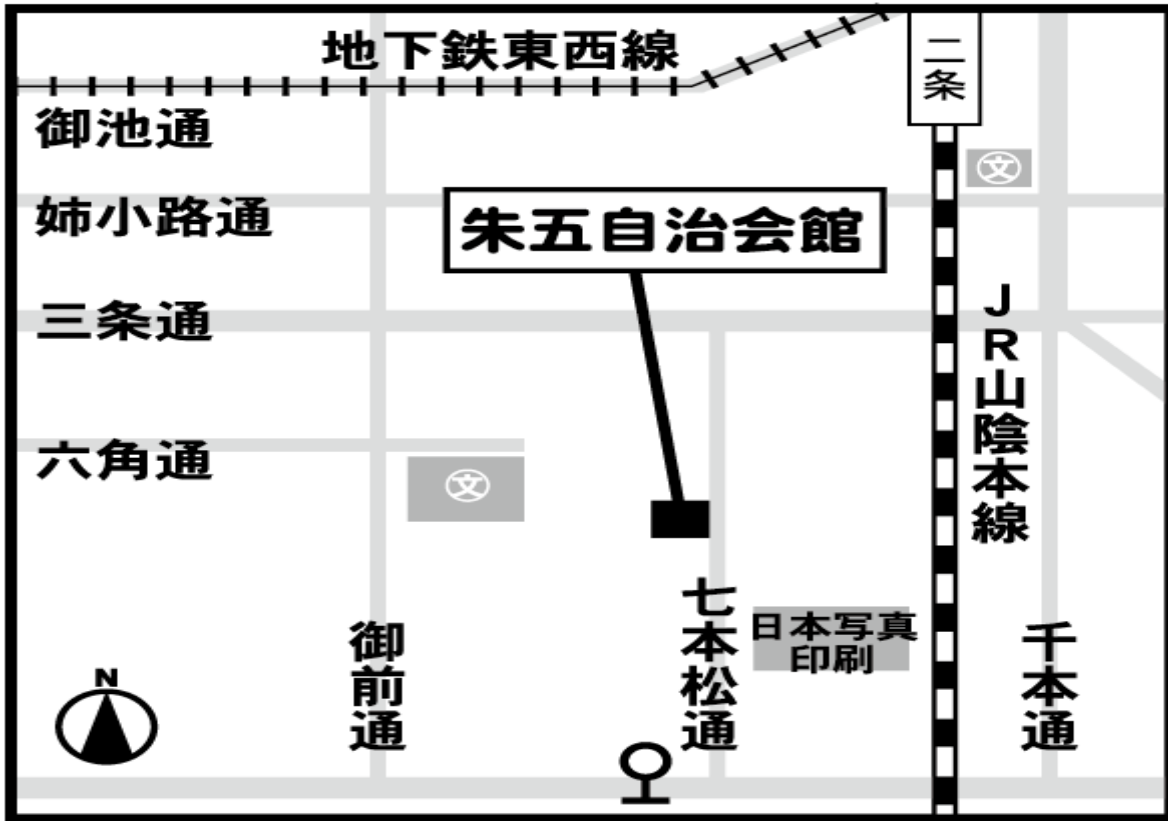 地下鉄東西線
二条
御池通
文
姉小路通
朱五自治会館
三条通
JR山陰本線
六角通
文
七本松通
日本写真
印刷
御前通
千本通
N